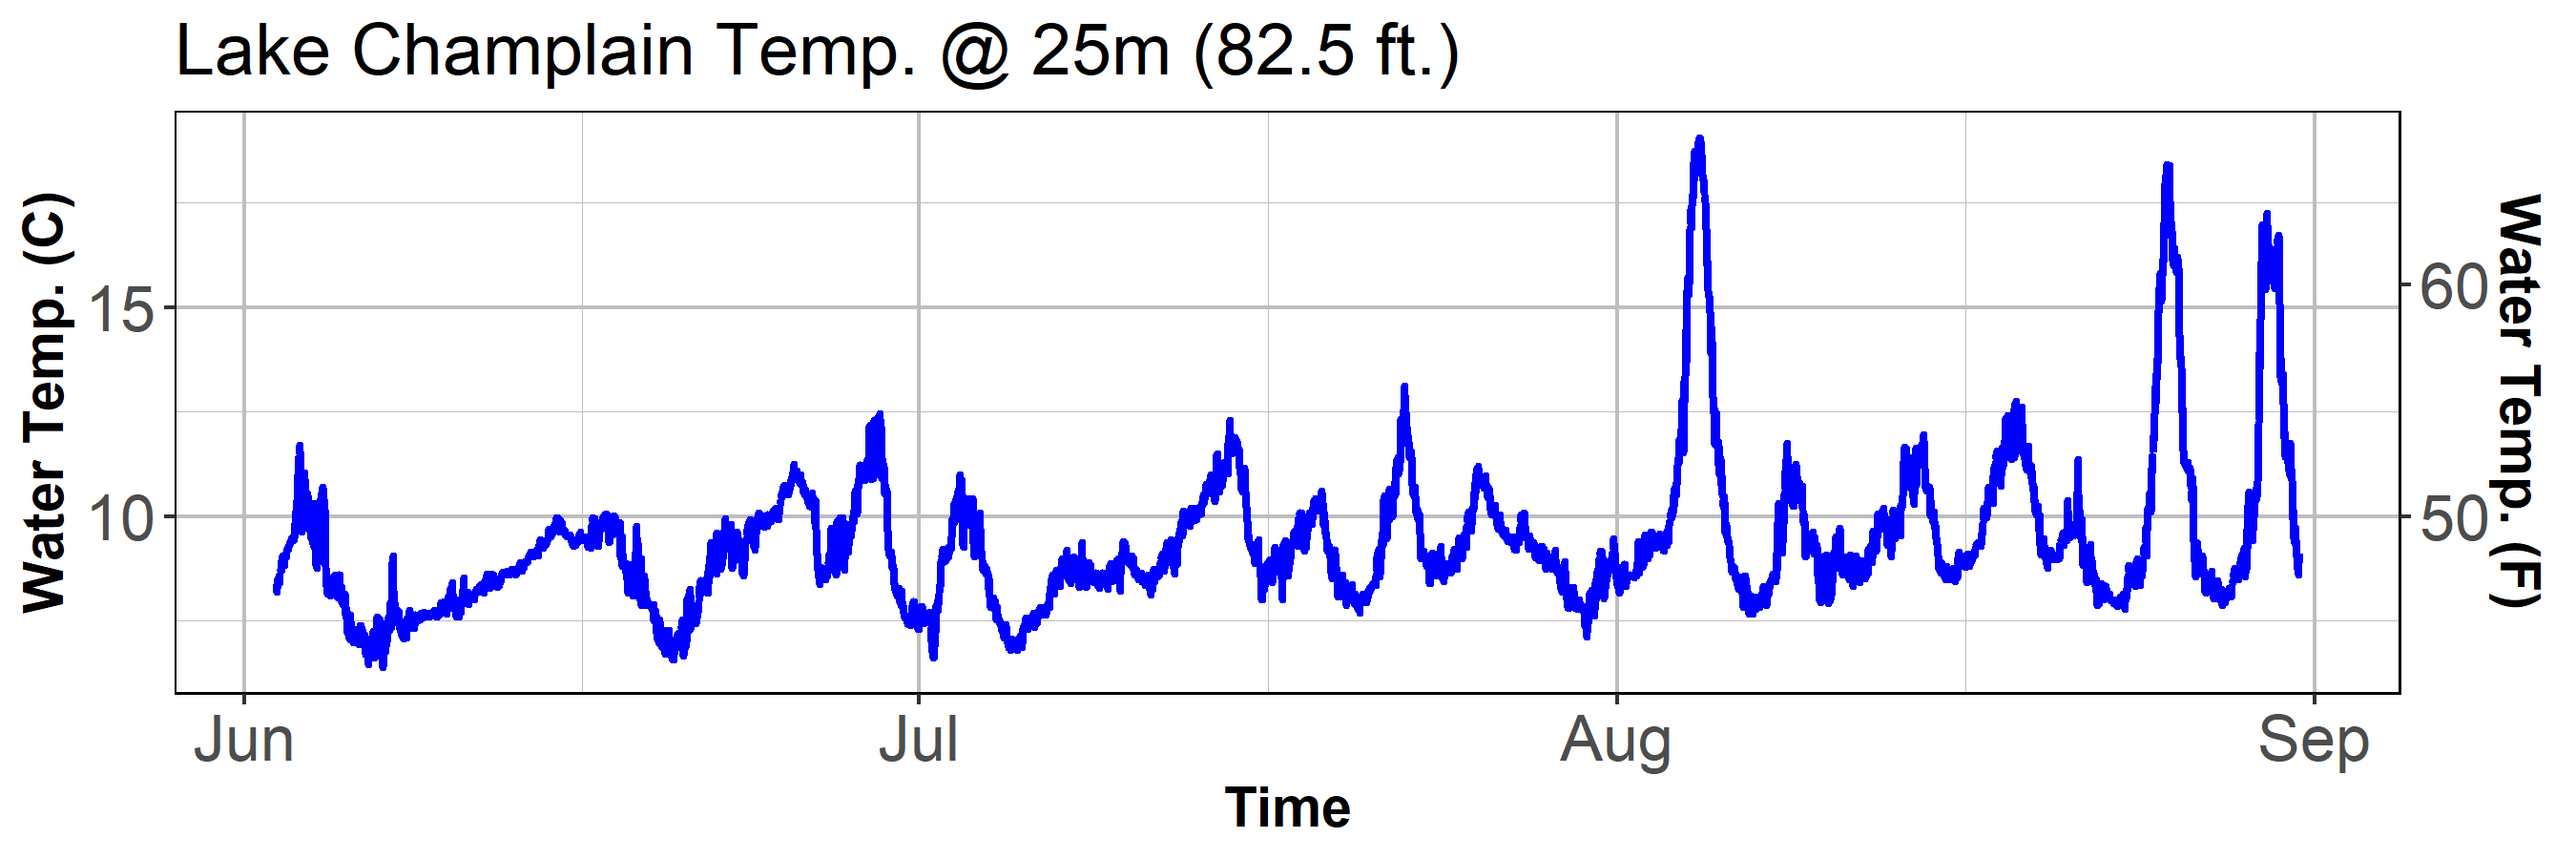 Lake Champlain Temp. @ 25m (82.5 ft.)
Water Temp. (C)
15
10
60
50
Water Temp. (F)
Jun
Jul
Aug
Sep
Time